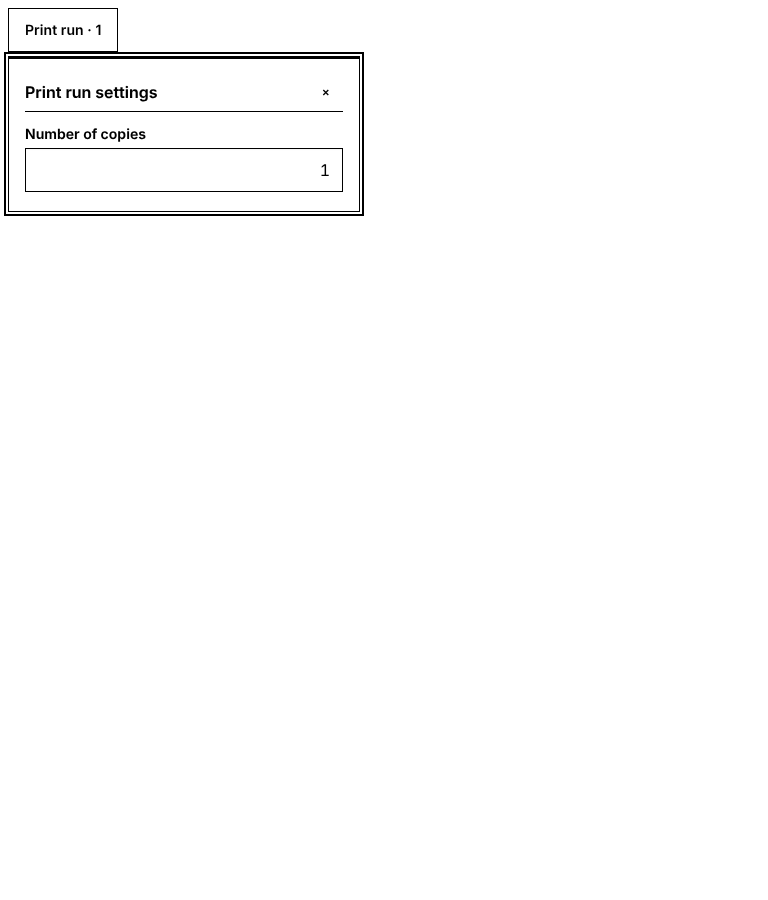 Print run · 1
Print run settings ×
Number of copies
1